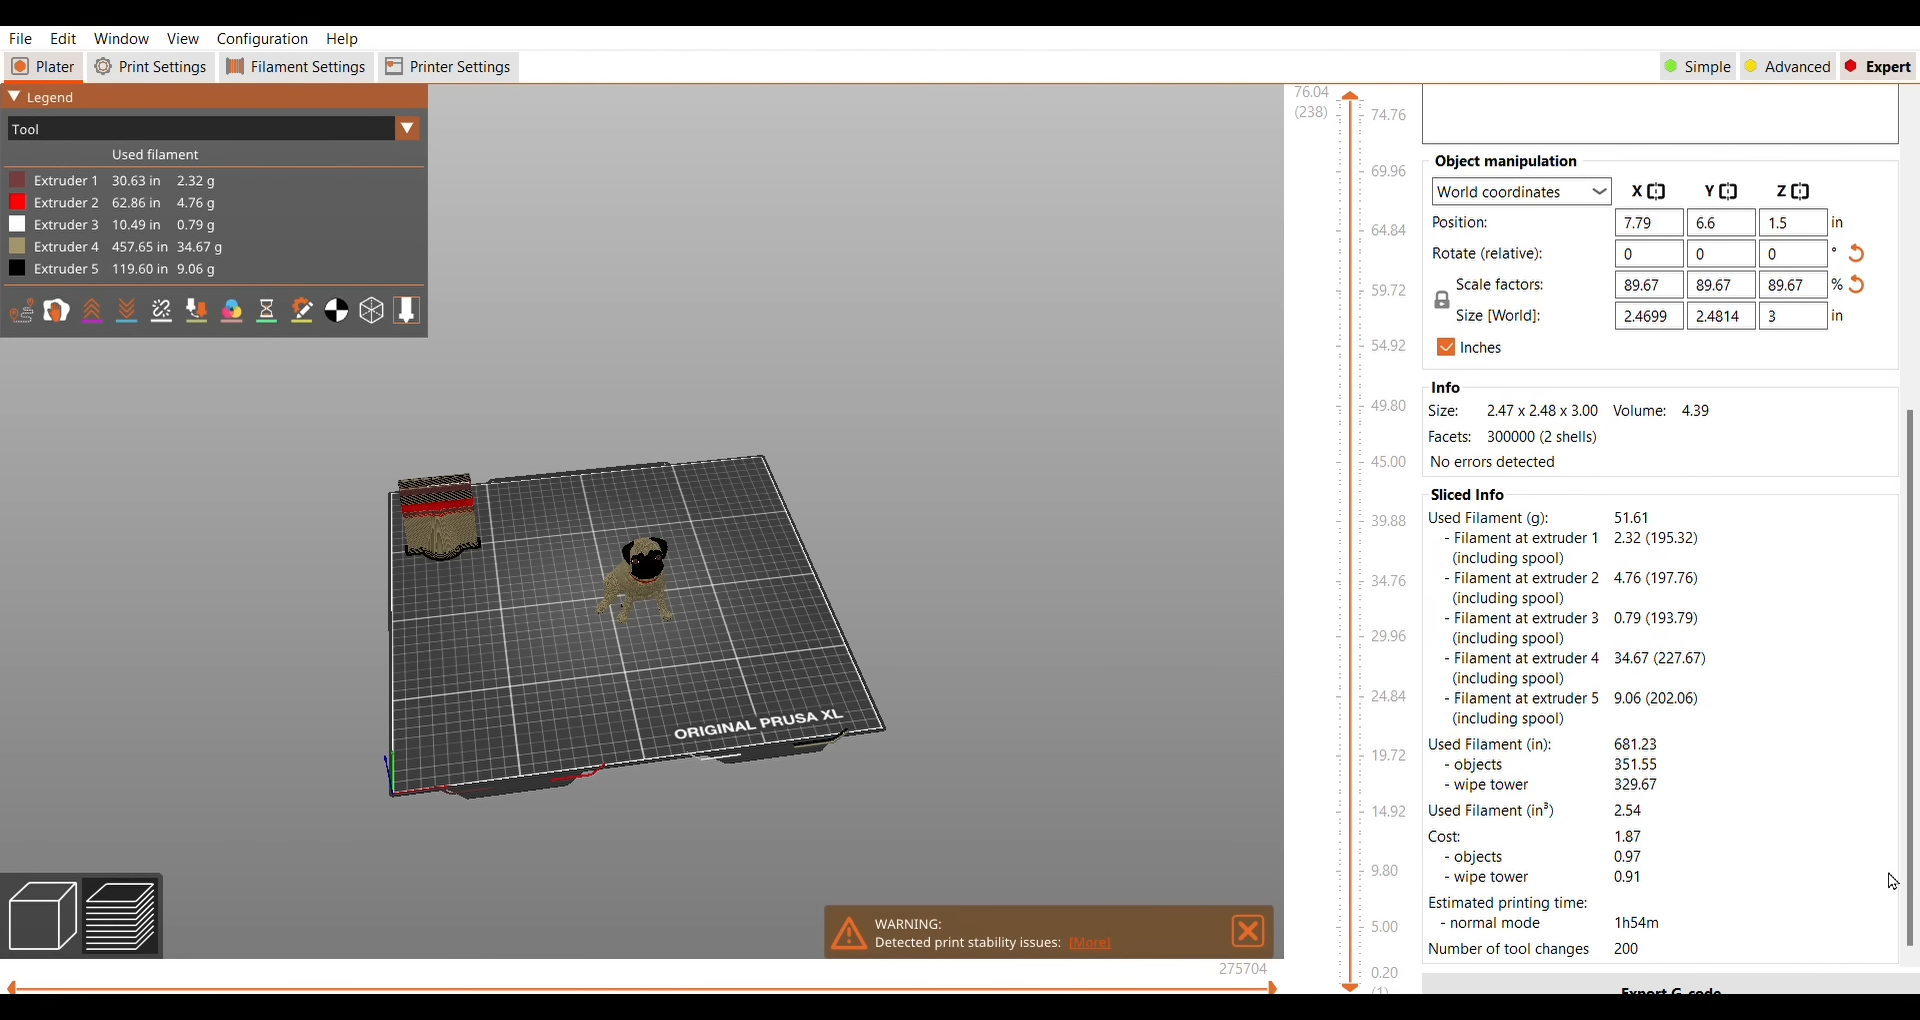 File Edit Window View Configuration Help
Plater Print Settings Filament Settings Printer Settings Simple Advanced Expert
Legend
Tool
Used filament
Extruder 1 30.63 in 2.32 g
Extruder 2 62.86 in 4.76 g
Extruder 3 10.49 in 0.79 g
Extruder 4 457.65 in 34.67 g
Extruder 5 119.60 in 9.06 g
ORIGINAL PRUSA XL
WARNING:
Detected print stability issues: [More]
275704
76.04
(238)
74.76
69.96
64.84
59.72
54.92
49.80
45.00
39.88
34.76
29.96
24.84
19.72
14.92
9.80
5.00
0.20
(1)
Object manipulation
World coordinates X Y Z
Position: 7.79 6.6 1.5 in
Rotate (relative): 0 0 0 °
Scale factors: 89.67 89.67 89.67 %
Size [World]: 2.4699 2.4814 3 in
Inches
Info
Size: 2.47 x 2.48 x 3.00 Volume: 4.39
Facets: 300000 (2 shells)
No errors detected
Sliced Info
Used Filament (g): 51.61
- Filament at extruder 1 2.32 (195.32)
(including spool)
- Filament at extruder 2 4.76 (197.76)
(including spool)
- Filament at extruder 3 0.79 (193.79)
(including spool)
- Filament at extruder 4 34.67 (227.67)
(including spool)
- Filament at extruder 5 9.06 (202.06)
(including spool)
Used Filament (in): 681.23
- objects 351.55
- wipe tower 329.67
Used Filament (in³) 2.54
Cost: 1.87
- objects 0.97
- wipe tower 0.91
Estimated printing time:
- normal mode 1h54m
Number of tool changes 200
Export G-code